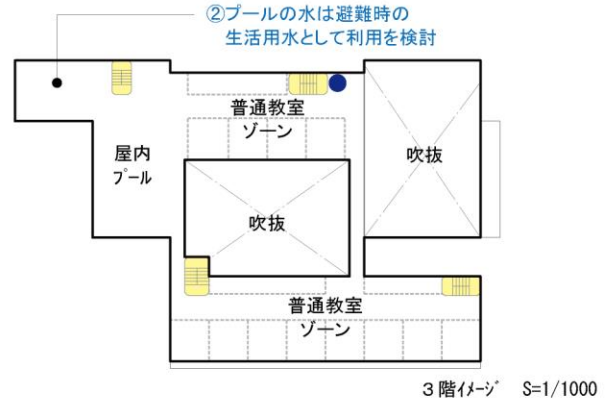 ②プールの水は避難時の
生活用水として利用を検討
普通教室
ゾーン
屋内
プール
吹抜
吹抜
普通教室
ゾーン
3階イメージ S=1/1000